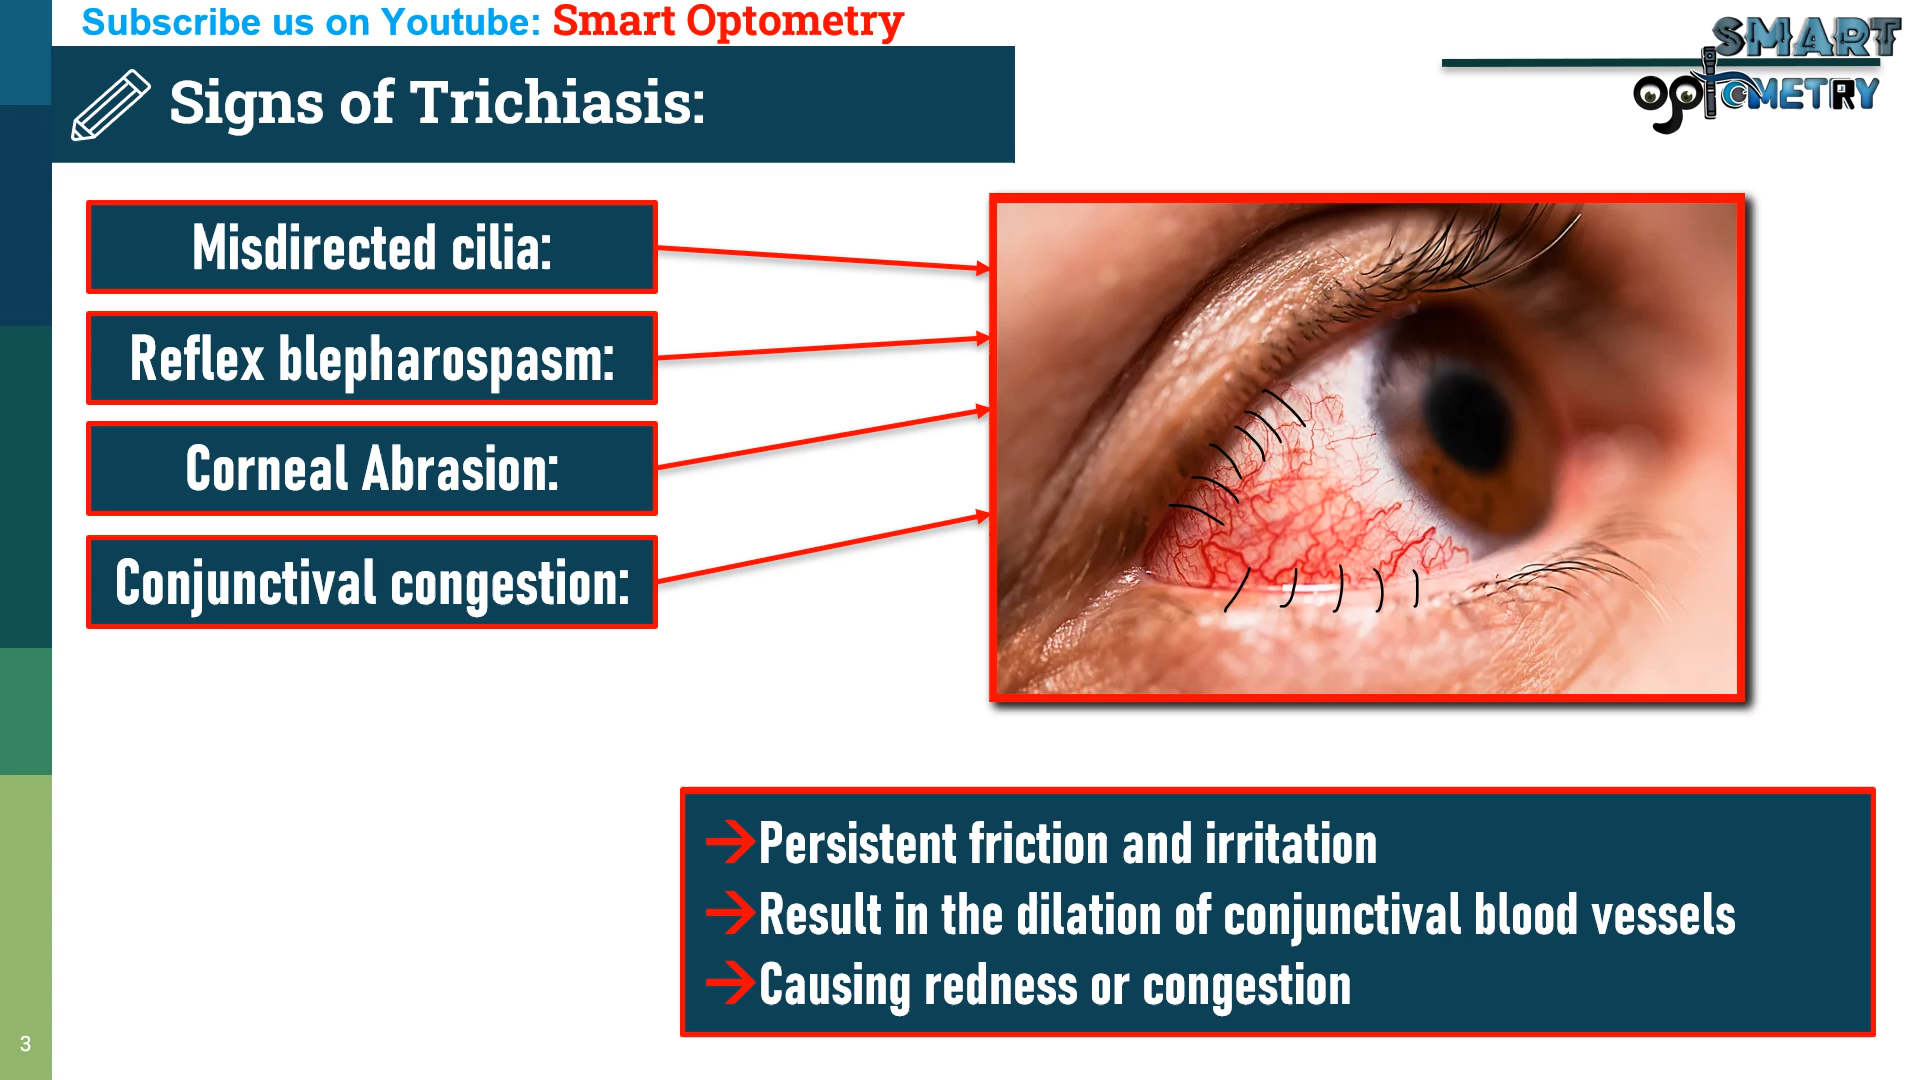 Subscribe us on Youtube: Smart Optometry
SMART
OPTOMETRY
Signs of Trichiasis:
Misdirected cilia:
Reflex blepharospasm:
Corneal Abrasion:
Conjunctival congestion:
Persistent friction and irritation
Result in the dilation of conjunctival blood vessels
Causing redness or congestion
3